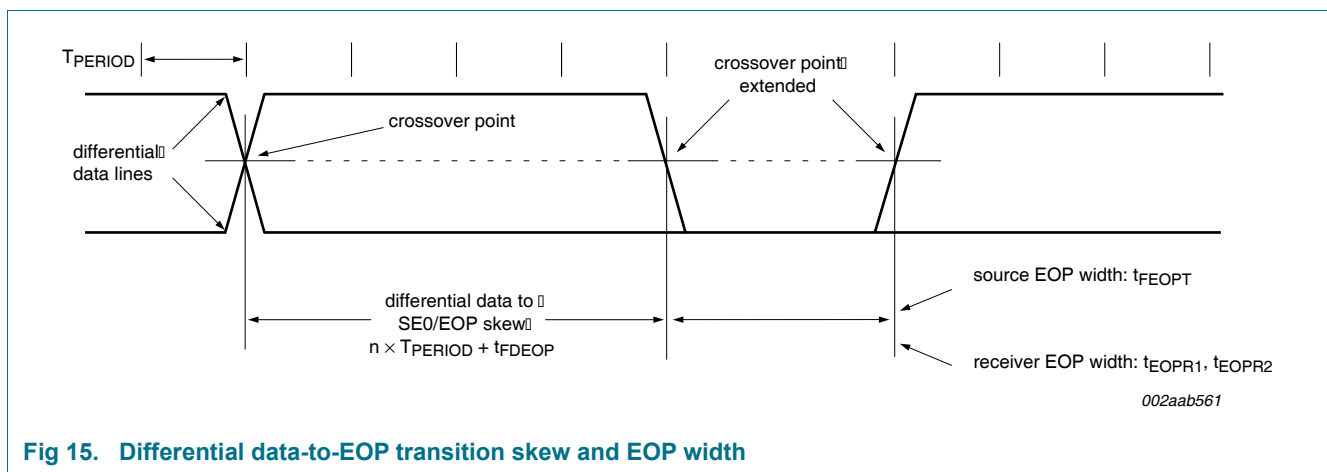 TPERIOD
crossover point
extended
crossover point
differential
data lines
differential data to
SE0/EOP skew
n × TPERIOD + tFDEOP
source EOP width: tFEOPT
receiver EOP width: tEOPR1, tEOPR2
002aab561
Fig 15. Differential data-to-EOP transition skew and EOP width